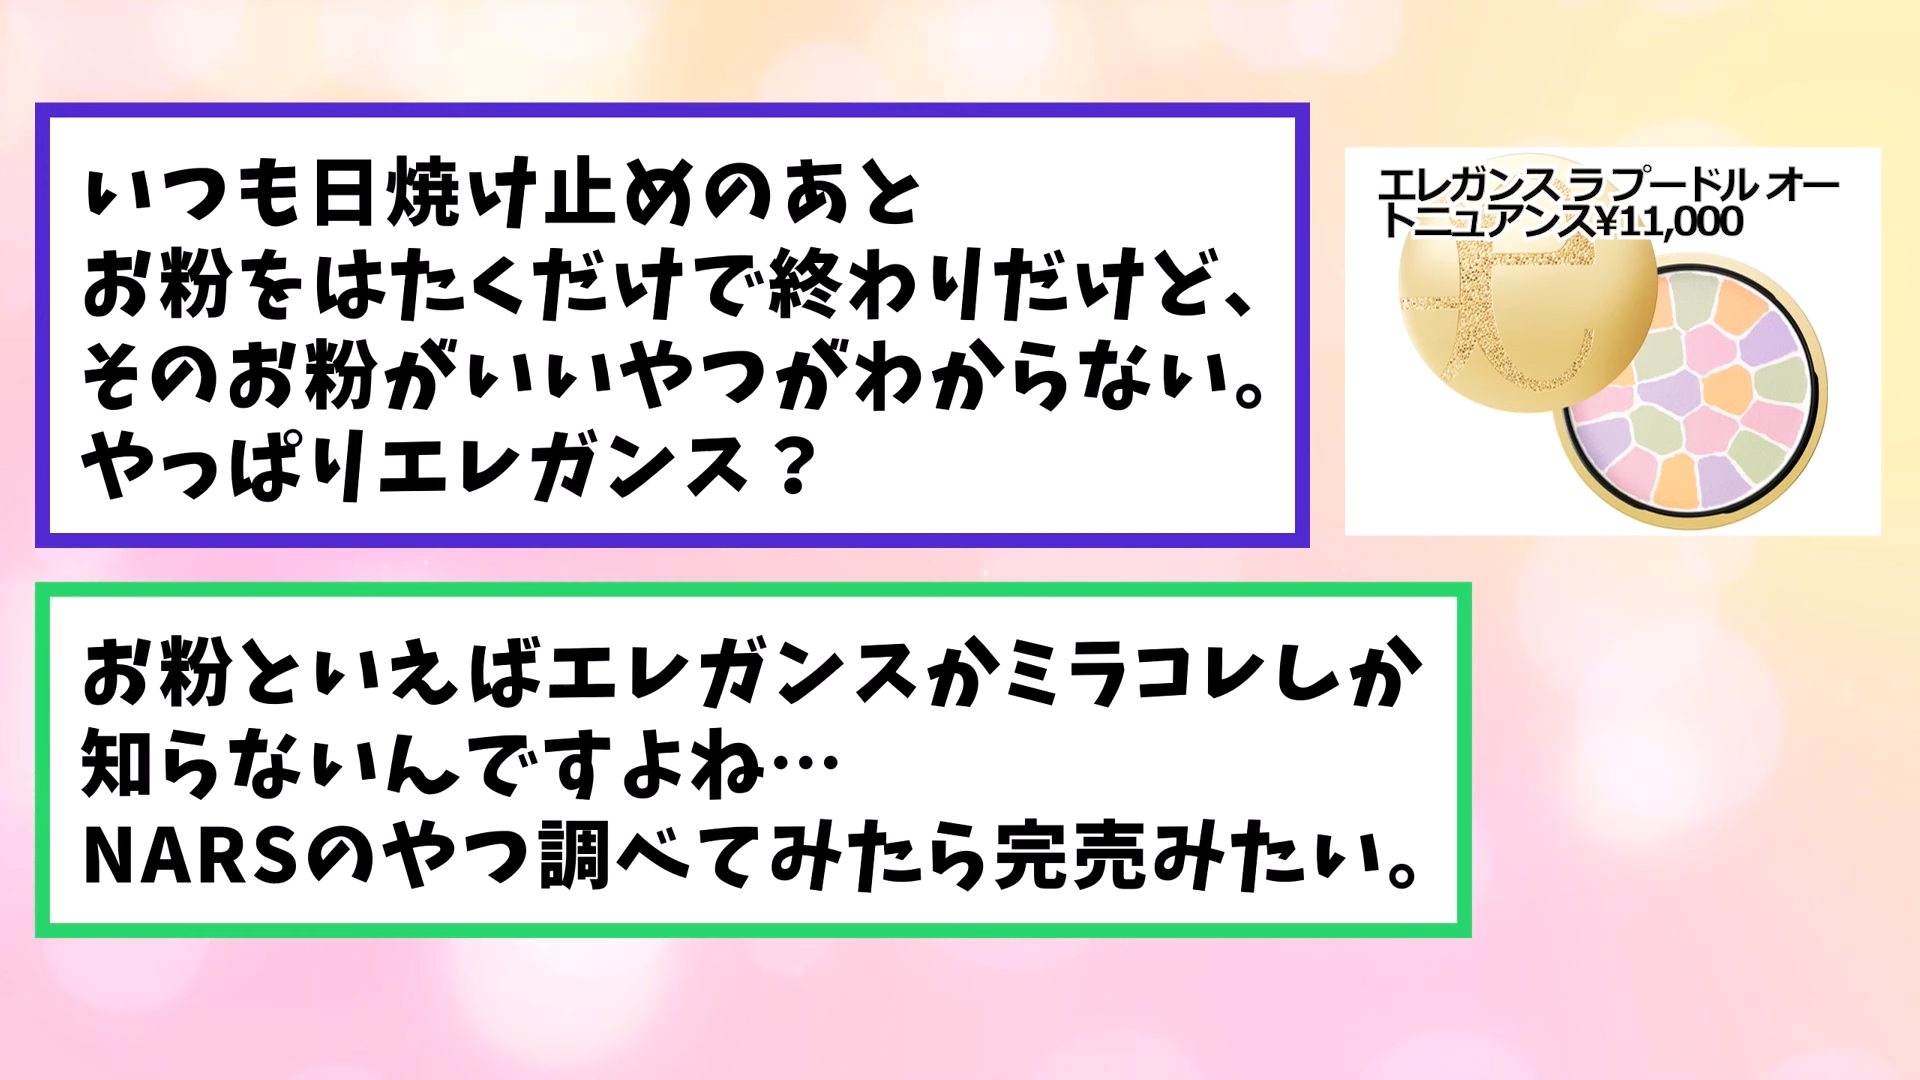 いつも日焼け止めのあと
お粉をはたくだけで終わりだけど、
そのお粉がいいやつがわからない。
やっぱりエレガンス？
エレガンス ラ プードル オー
トニュアンス¥11,000
お粉といえばエレガンスかミラコレしか
知らないんですよね…
NARSのやつ調べてみたら完売みたい。